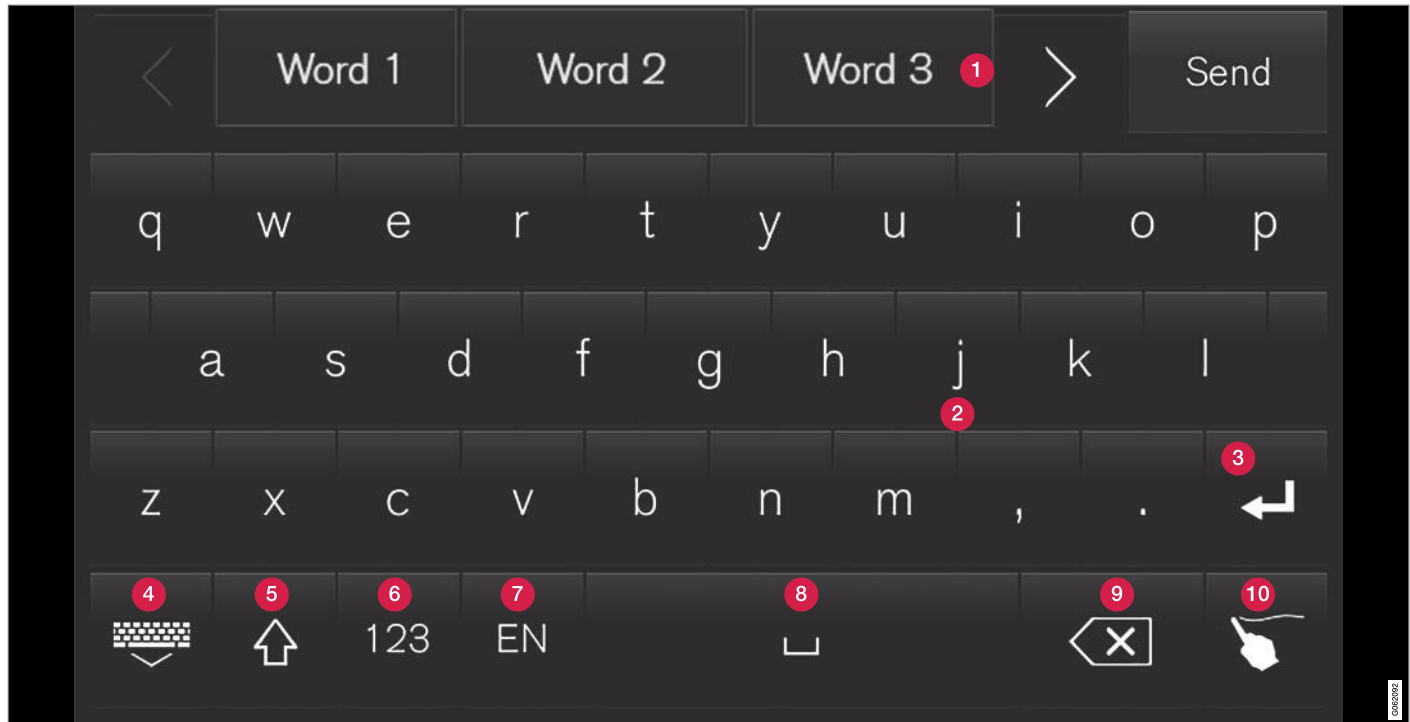 Word 1 Word 2 Word 3 1 Send
q w e r t y u i o p
a s d f g h j k l
2
3
z x c v b n m , .
4 5 6 7 8 9 10
123 EN
G062092